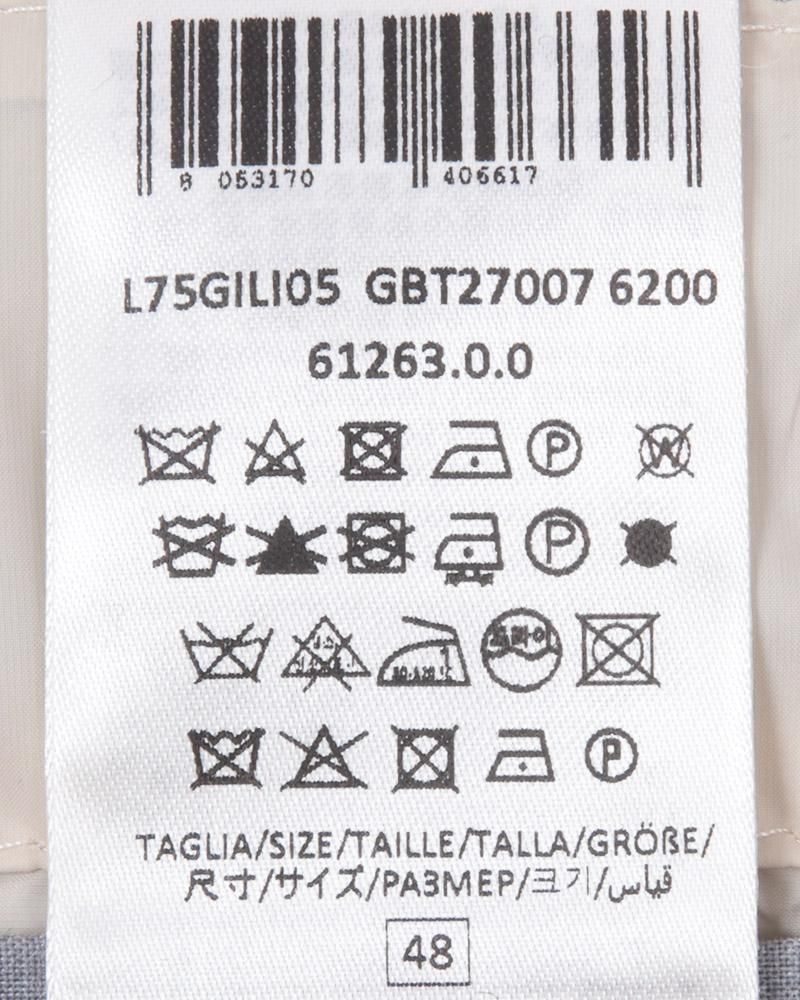 8 053170 406617
L75GILI05 GBT27007 6200
61263.0.0
P W
P
P
TAGLIA/SIZE/TAILLE/TALLA/GRÖßE/
尺寸/サイズ/РАЗМЕР/크기/قياس
48